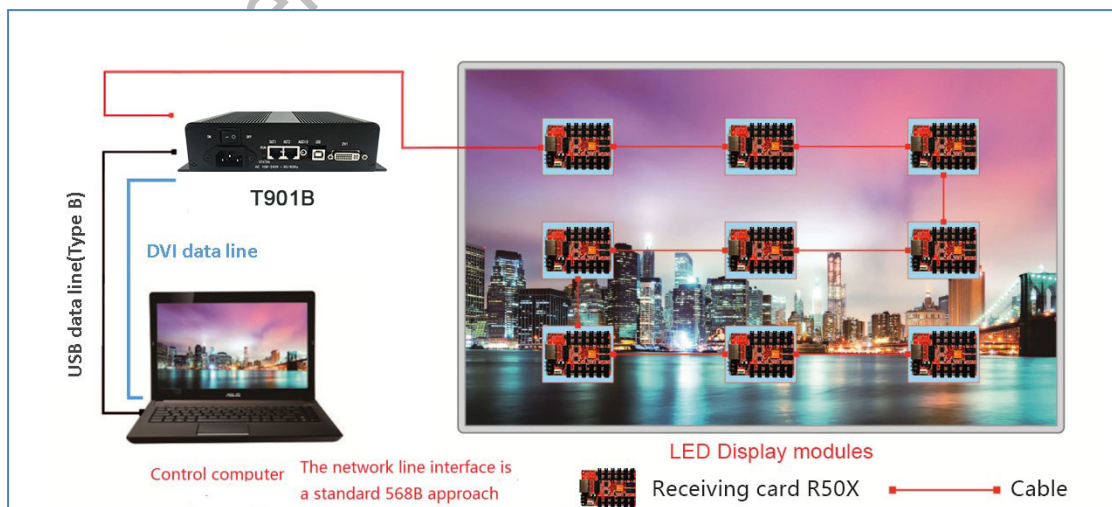 T901B
USB data line(Type B)
DVI data line
ASUS
LED Display modules
Control computer
The network line interface is
a standard 568B approach
Receiving card R50X
Cable